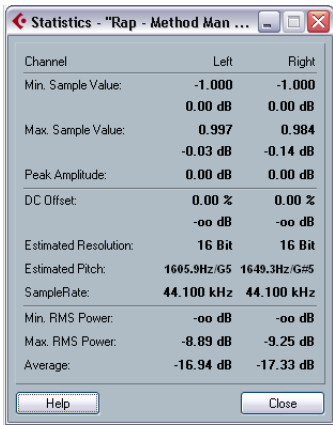 Statistics - "Rap - Method Man ...
Channel Left Right
Min. Sample Value: -1.000 -1.000
0.00 dB 0.00 dB
Max. Sample Value: 0.997 0.984
-0.03 dB -0.14 dB
Peak Amplitude: 0.00 dB 0.00 dB
DC Offset: 0.00 % 0.00 %
-oo dB -oo dB
Estimated Resolution: 16 Bit 16 Bit
Estimated Pitch: 1605.9Hz/G5 1649.3Hz/G#5
SampleRate: 44.100 kHz 44.100 kHz
Min. RMS Power: -oo dB -oo dB
Max. RMS Power: -8.89 dB -9.25 dB
Average: -16.94 dB -17.33 dB
Help Close